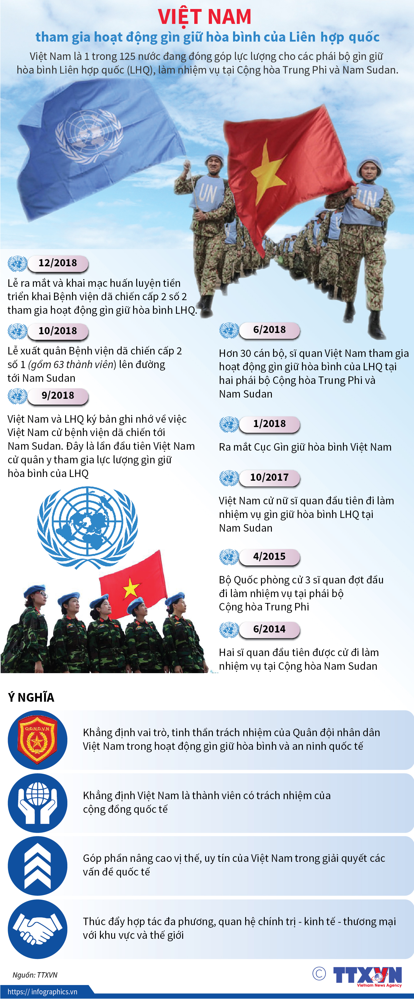 VIỆT NAM
tham gia hoạt động gìn giữ hòa bình của Liên hợp quốc
Việt Nam là 1 trong 125 nước đang đóng góp lực lượng cho các phái bộ gìn giữ
hòa bình Liên hợp quốc (LHQ), làm nhiệm vụ tại Cộng hòa Trung Phi và Nam Sudan.
UN
UN
12/2018
Lễ ra mắt và khai mạc huấn luyện tiền
triển khai Bệnh viện dã chiến cấp 2 số 2
tham gia hoạt động gìn giữ hòa bình LHQ.
10/2018
Lễ xuất quân Bệnh viện dã chiến cấp 2
số 1 (gồm 63 thành viên) lên đường
tới Nam Sudan
9/2018
Việt Nam và LHQ ký bản ghi nhớ về việc
Việt Nam cử bệnh viện dã chiến tới
Nam Sudan. Đây là lần đầu tiên Việt Nam
cử quân y tham gia lực lượng gìn giữ
hòa bình của LHQ
6/2018
Hơn 30 cán bộ, sĩ quan Việt Nam tham gia
hoạt động gìn giữ hòa bình của LHQ tại
hai phái bộ Cộng hòa Trung Phi và
Nam Sudan
1/2018
Ra mắt Cục Gìn giữ hòa bình Việt Nam
10/2017
Việt Nam cử nữ sĩ quan đầu tiên đi làm
nhiệm vụ gìn giữ hòa bình LHQ tại
Nam Sudan
4/2015
Bộ Quốc phòng cử 3 sĩ quan đợt đầu
đi làm nhiệm vụ tại phái bộ
Cộng hòa Trung Phi
6/2014
Hai sĩ quan đầu tiên được cử đi làm
nhiệm vụ tại Cộng hòa Nam Sudan
Ý NGHĨA
Q.Đ.N.D.V.N
Khẳng định vai trò, tinh thần trách nhiệm của Quân đội nhân dân
Việt Nam trong hoạt động gìn giữ hòa bình và an ninh quốc tế
Khẳng định Việt Nam là thành viên có trách nhiệm của
cộng đồng quốc tế
Góp phần nâng cao vị thế, uy tín của Việt Nam trong giải quyết các
vấn đề quốc tế
Thúc đẩy hợp tác đa phương, quan hệ chính trị - kinh tế - thương mại
với khu vực và thế giới
Nguồn: TTXVN
© TTXVN
Vietnam News Agency
https:// infographics.vn